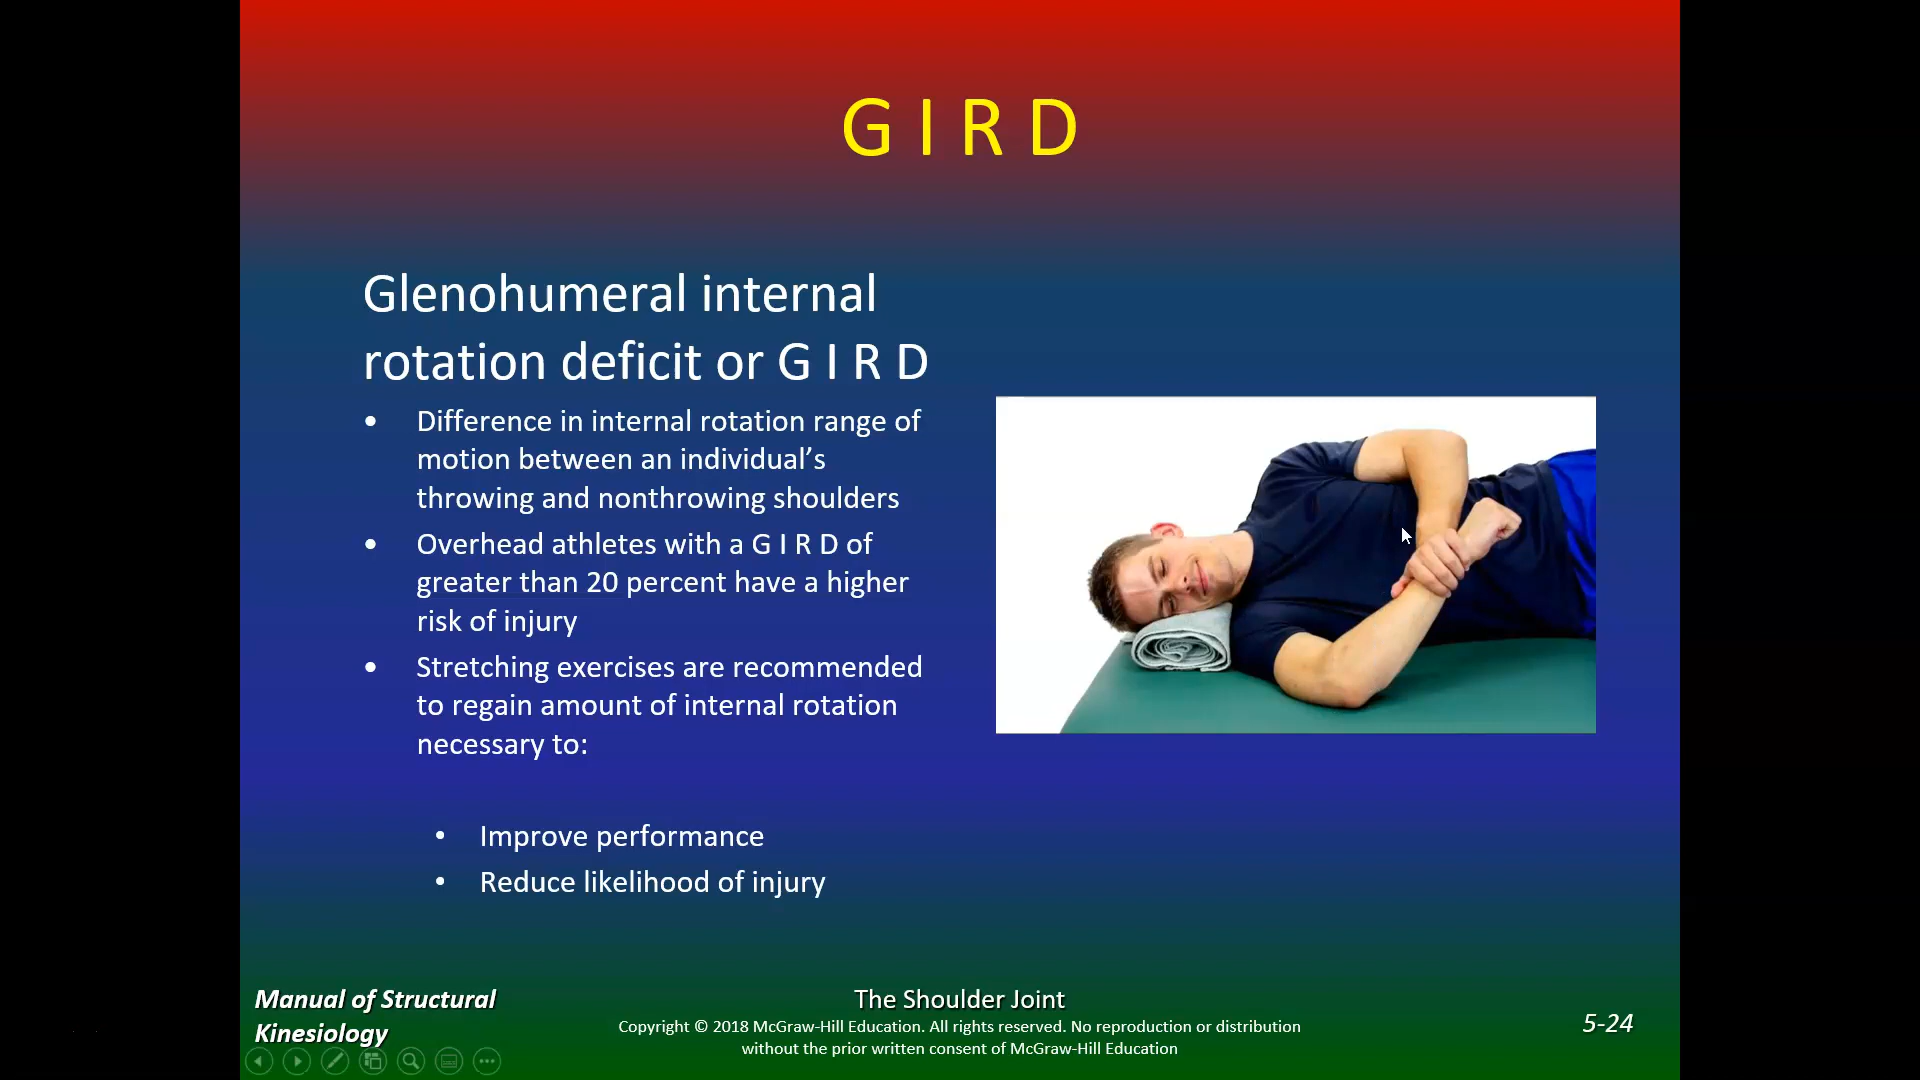 G I R D
Glenohumeral internal
rotation deficit or G I R D
• Difference in internal rotation range of
motion between an individual’s
throwing and nonthrowing shoulders
• Overhead athletes with a G I R D of
greater than 20 percent have a higher
risk of injury
• Stretching exercises are recommended
to regain amount of internal rotation
necessary to:
• Improve performance
• Reduce likelihood of injury
Manual of Structural
Kinesiology
The Shoulder Joint
Copyright © 2018 McGraw-Hill Education. All rights reserved. No reproduction or distribution
without the prior written consent of McGraw-Hill Education
5-24